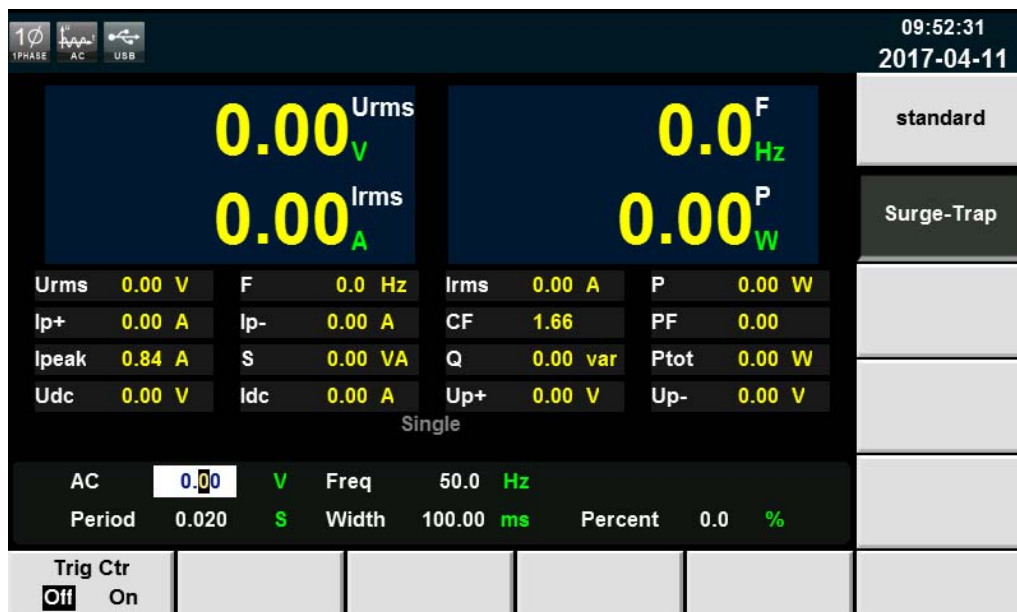 1Ø
1PHASE
U
t
AC
USB
09:52:31
2017-04-11
0.00 Urms V
0.0 F Hz
0.00 Irms A
0.00 P W
standard
Surge-Trap
Urms 0.00 V F 0.0 Hz Irms 0.00 A P 0.00 W
Ip+ 0.00 A Ip- 0.00 A CF 1.66 PF 0.00
Ipeak 0.84 A S 0.00 VA Q 0.00 var Ptot 0.00 W
Udc 0.00 V Idc 0.00 A Up+ 0.00 V Up- 0.00 V
Single
AC 0.00 V Freq 50.0 Hz
Period 0.020 S Width 100.00 ms Percent 0.0 %
Trig Ctr
Off On